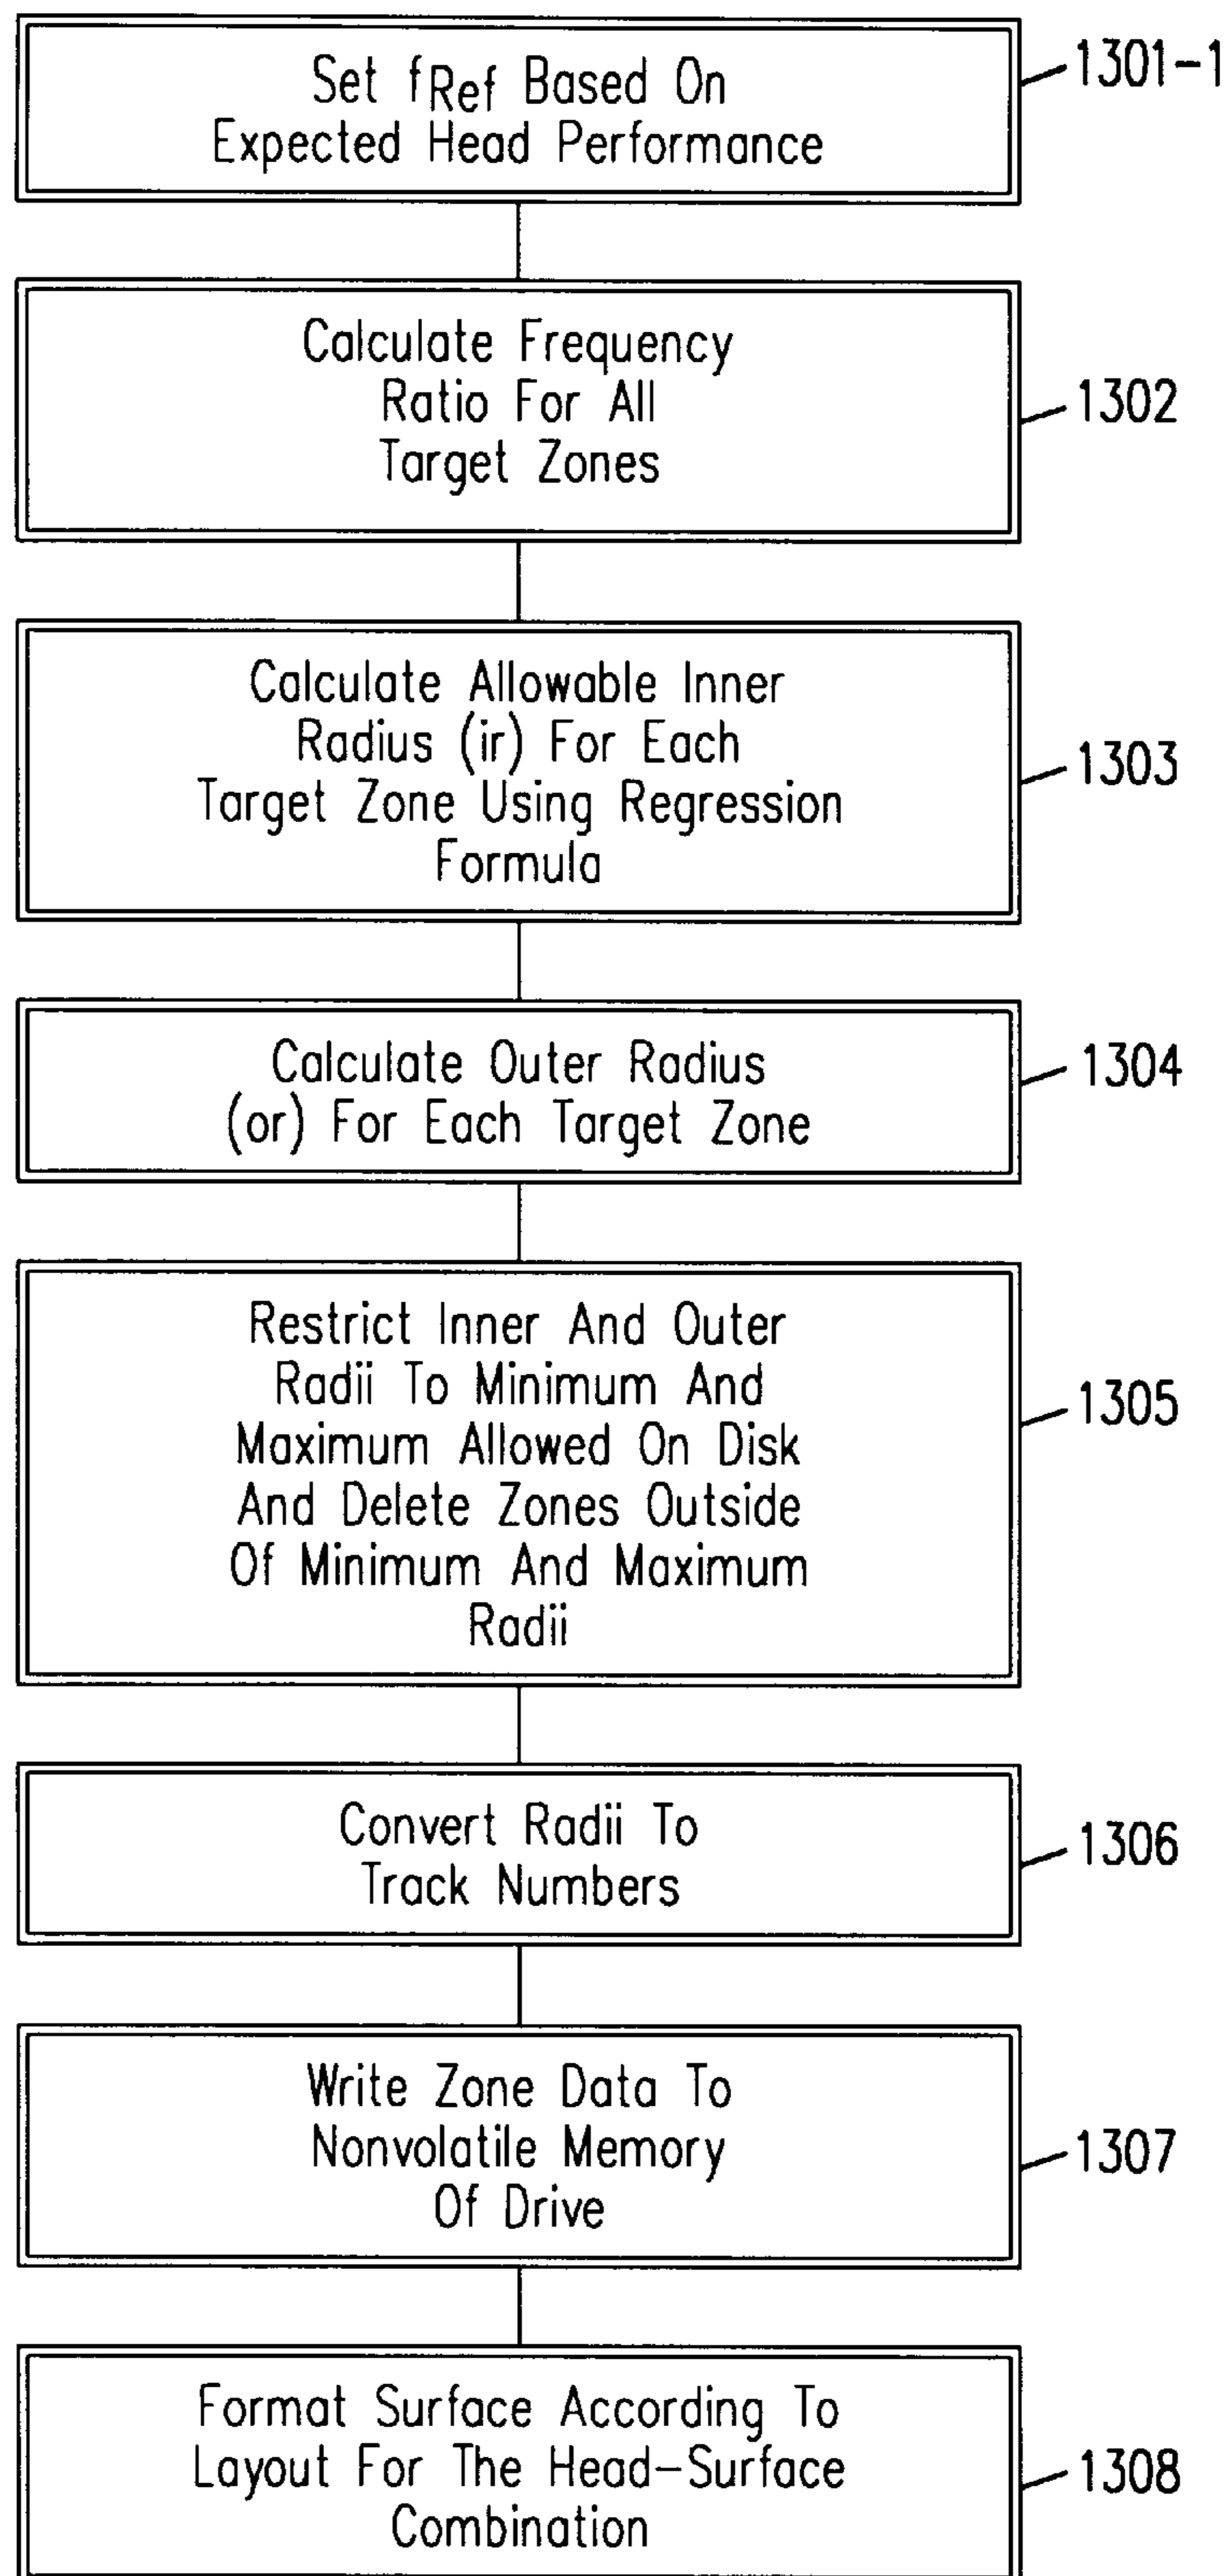 Set fRef Based On
Expected Head Performance
1301-1
Calculate Frequency
Ratio For All
Target Zones
1302
Calculate Allowable Inner
Radius (ir) For Each
Target Zone Using Regression
Formula
1303
Calculate Outer Radius
(or) For Each Target Zone
1304
Restrict Inner And Outer
Radii To Minimum And
Maximum Allowed On Disk
And Delete Zones Outside
Of Minimum And Maximum
Radii
1305
Convert Radii To
Track Numbers
1306
Write Zone Data To
Nonvolatile Memory
Of Drive
1307
Format Surface According To
Layout For The Head-Surface
Combination
1308